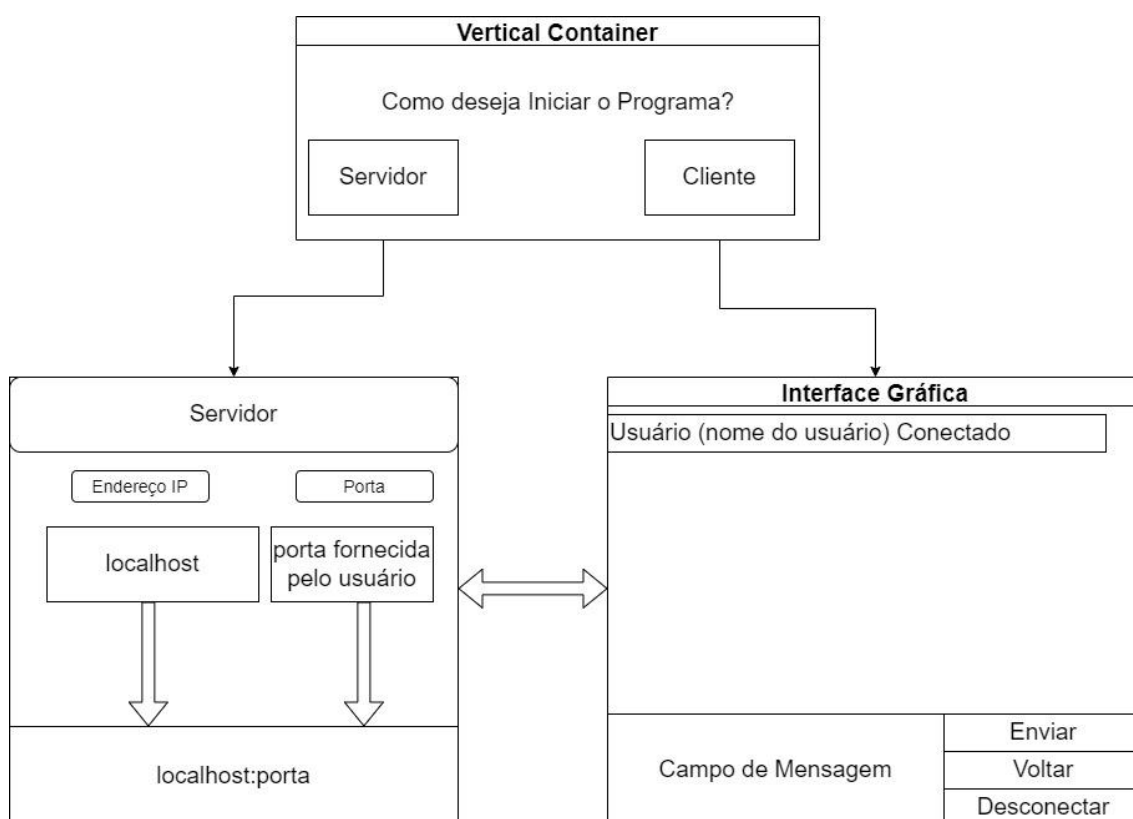 Vertical Container
Como deseja Iniciar o Programa?
Servidor
Cliente
Servidor
Endereço IP
Porta
localhost
porta fornecida
pelo usuário
localhost:porta
Interface Gráfica
Usuário (nome do usuário) Conectado
Campo de Mensagem
Enviar
Voltar
Desconectar